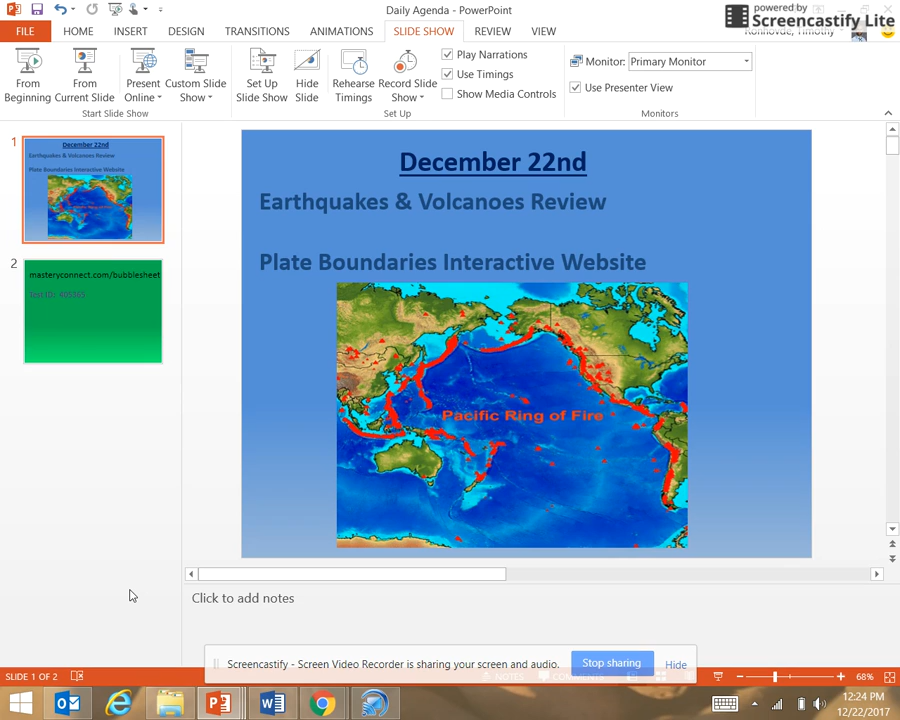 Daily Agenda - PowerPoint
powered by
Screencastify Lite
FILE HOME INSERT DESIGN TRANSITIONS ANIMATIONS SLIDE SHOW REVIEW VIEW
From Beginning
From Current Slide
Present Online
Custom Slide Show
Start Slide Show
Set Up Slide Show
Hide Slide
Rehearse Timings
Record Slide Show
Play Narrations
Use Timings
Show Media Controls
Set Up
Monitor: Primary Monitor
Use Presenter View
Monitors
1
December 22nd
Earthquakes & Volcanoes Review
Plate Boundaries Interactive Website
2
masteryconnect.com/bubblesheet
December 22nd
Earthquakes & Volcanoes Review
Plate Boundaries Interactive Website
Pacific Ring of Fire
Click to add notes
Screencastify - Screen Video Recorder is sharing your screen and audio.
Stop sharing
Hide
SLIDE 1 OF 2
NOTES
COMMENTS
68%
12:24 PM
12/22/2017